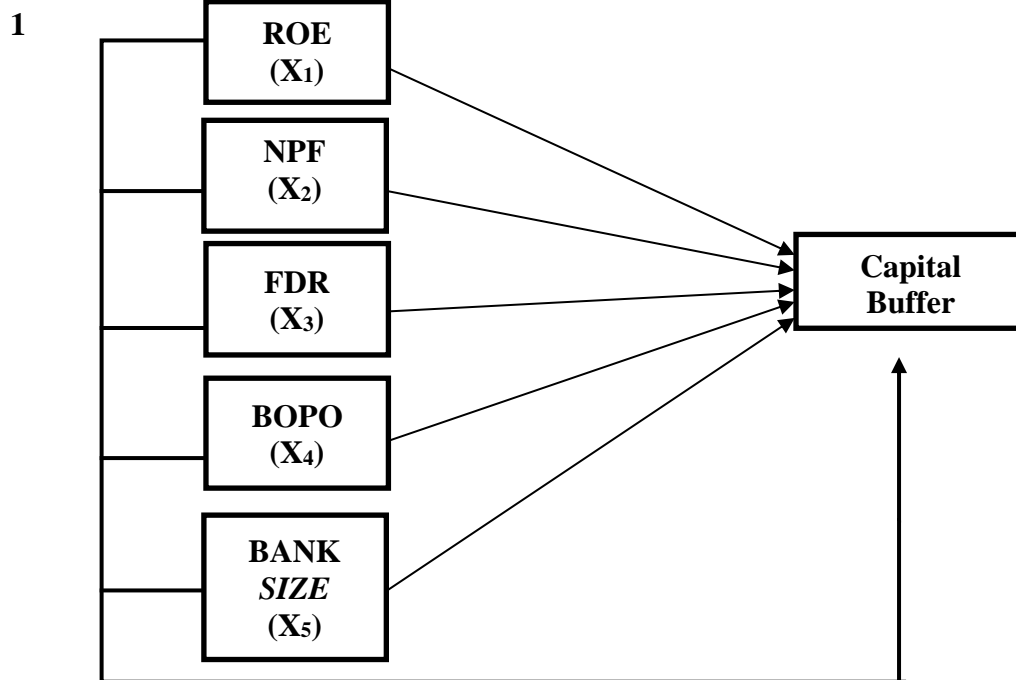 1
ROE
(X₁)
NPF
(X₂)
FDR
(X₃)
BOPO
(X₄)
BANK
SIZE
(X₅)
Capital
Buffer